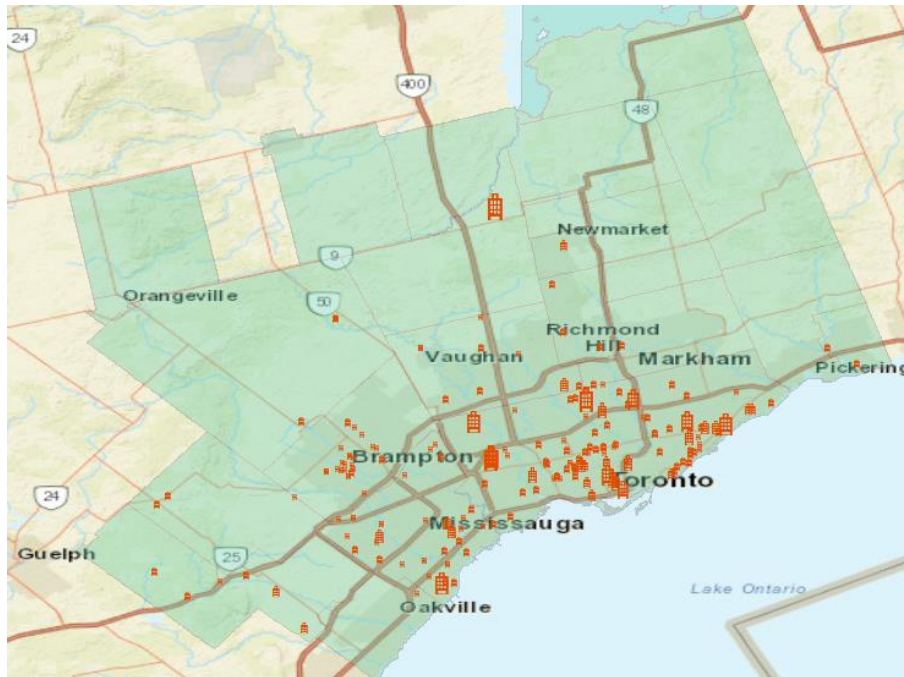 24
400
48
Newmarket
9
Orangeville
50
Richmond
Hill
Vaughan
Markham
Pickering
Brampton
Toronto
24
Mississauga
Guelph
25
Lake Ontario
Oakville